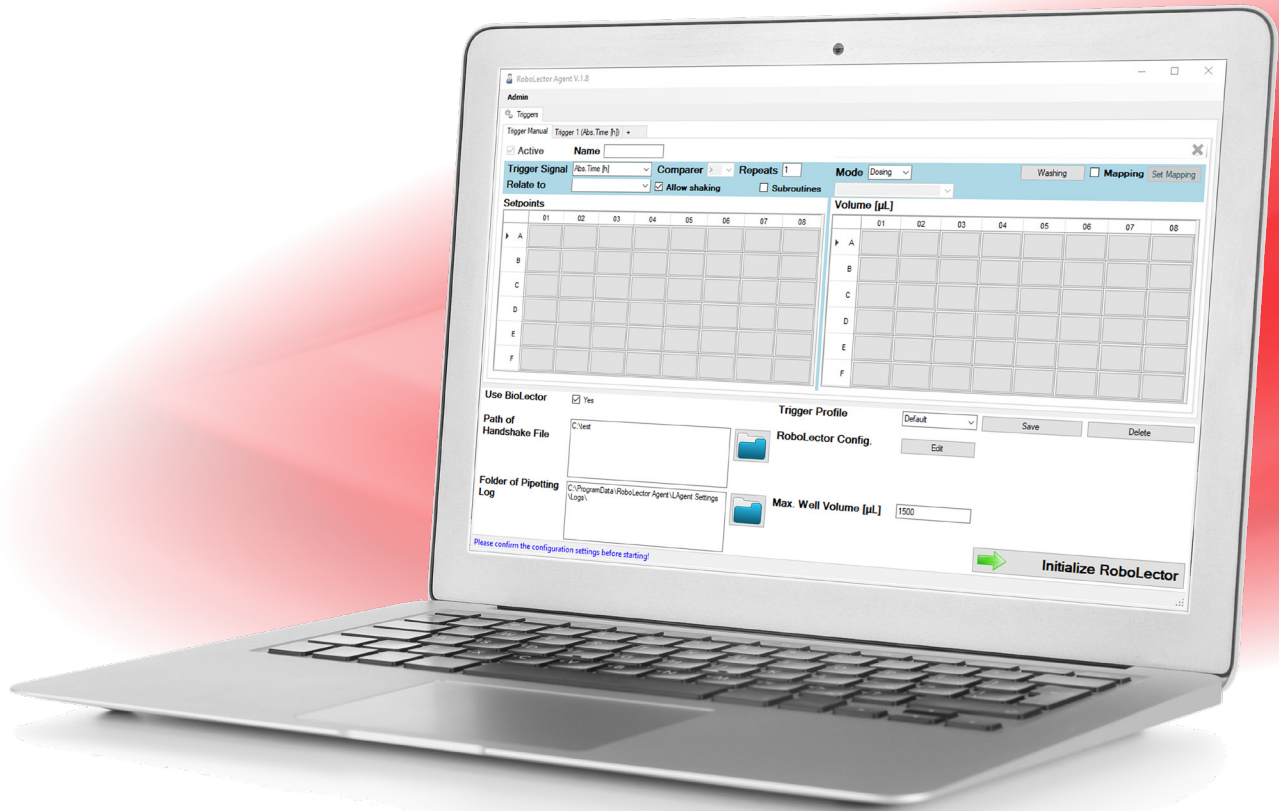 RoboLector Agent V.1.8
Admin
Triggers
Trigger Manual Trigger 1 (Abs.Time [h]) +
Active Name
Trigger Signal Abs.Time [h] Comparer > Repeats 1 Mode Dosing Washing Mapping Set Mapping
Relate to Allow shaking Subroutines
Setpoints Volume [µL]
01 02 03 04 05 06 07 08 01 02 03 04 05 06 07 08
A A
B B
C C
D D
E E
F F
Use BioLector Yes Trigger Profile Default Save Delete
Path of
Handshake File C:\test RoboLector Config. Edit
Folder of Pipetting
Log C:\ProgramData\RoboLector Agent\LAgent Settings
\Logs\ Max. Well Volume [µL] 1500
Please confirm the configuration settings before starting! Initialize RoboLector